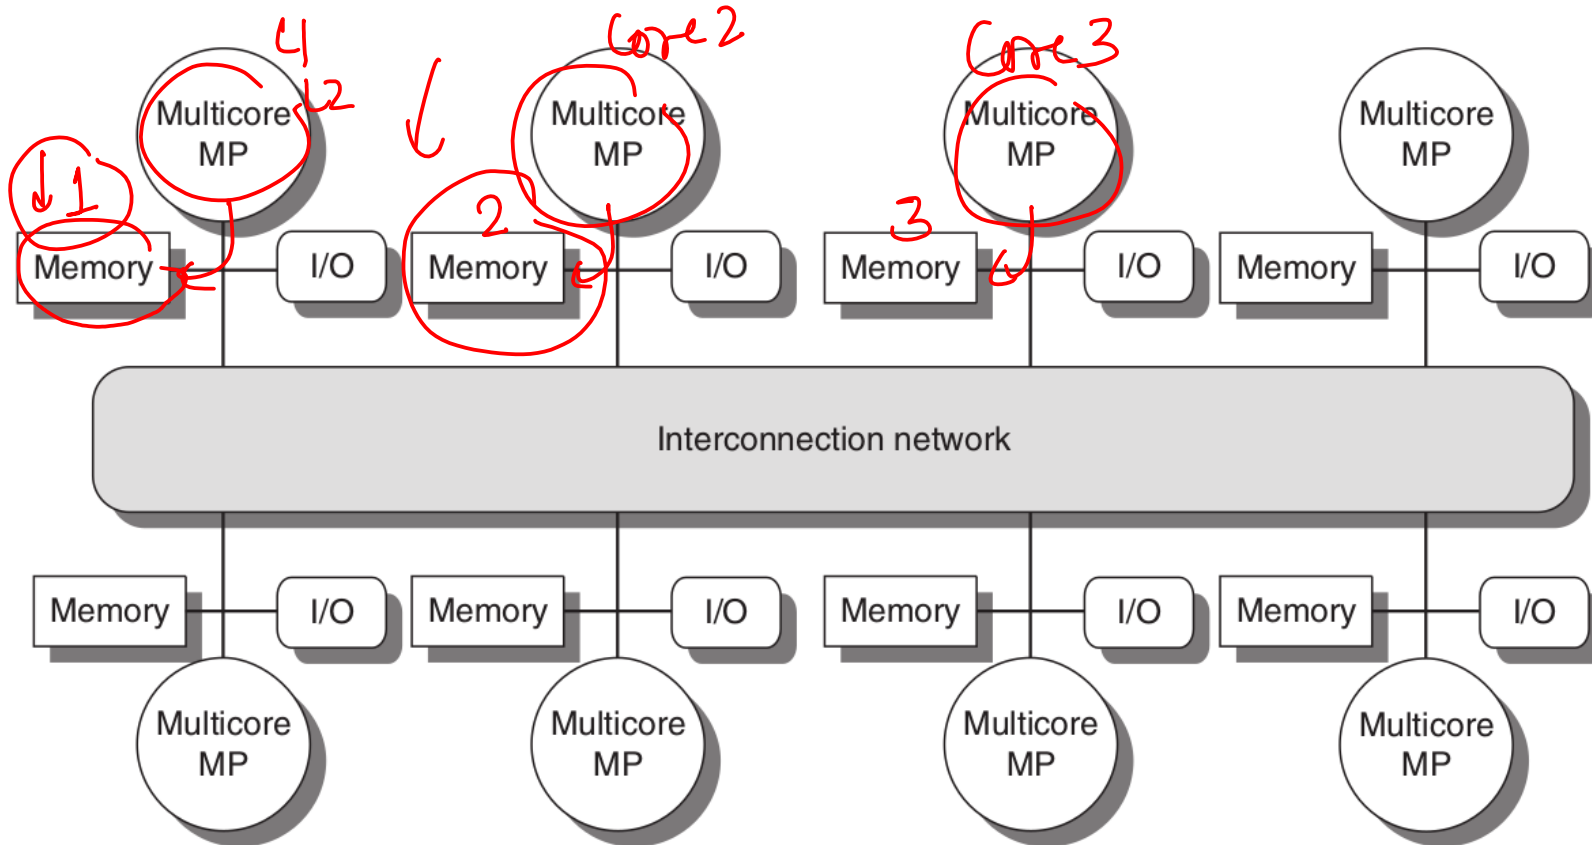 L1 Core 2 Core 3
L2
Multicore MP Multicore MP Multicore MP Multicore MP
1 2 3
Memory I/O Memory I/O Memory I/O Memory I/O
Interconnection network
Memory I/O Memory I/O Memory I/O Memory I/O
Multicore MP Multicore MP Multicore MP Multicore MP